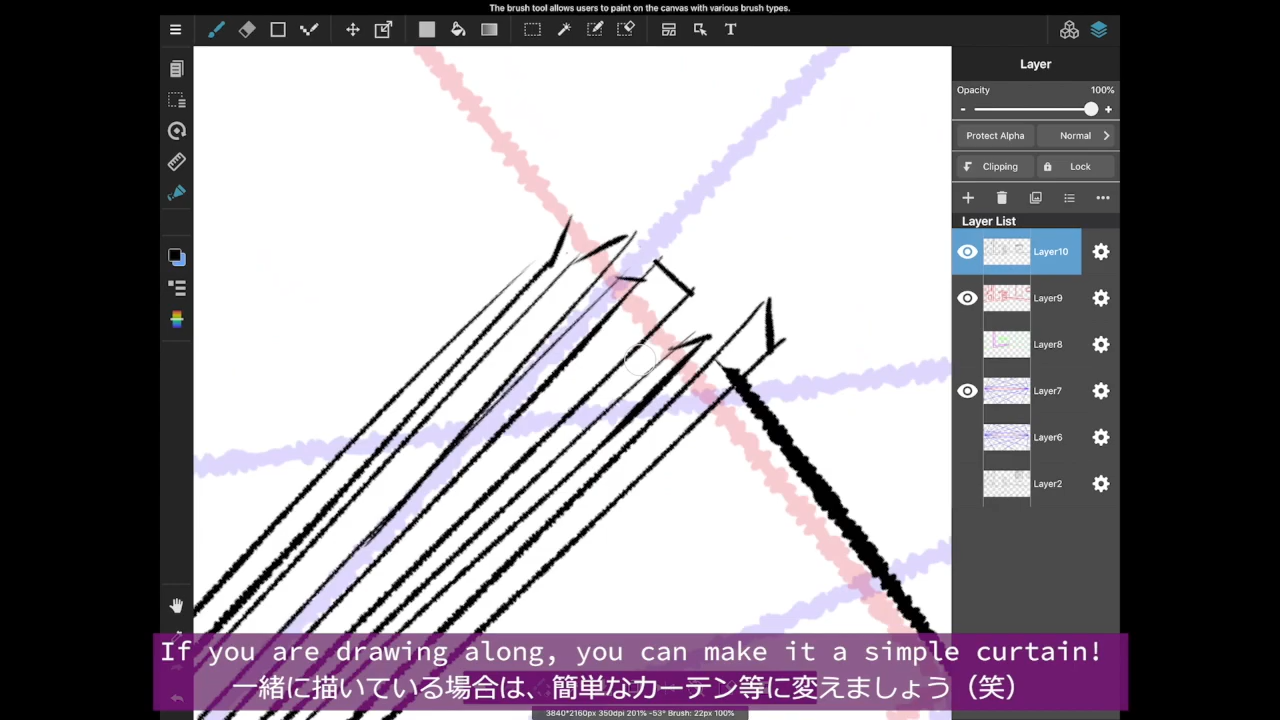 The brush tool allows users to paint on the canvas with various brush types.
T
Layer
Opacity 100%
- +
Protect Alpha Normal
Clipping Lock
Layer List
Layer10
Layer9
Layer8
Layer7
Layer6
Layer2
If you are drawing along, you can make it a simple curtain!
一緒に描いている場合は、簡単なカーテン等に変えましょう（笑）
3840*2160px 350dpi 201% -53° Brush: 22px 100%